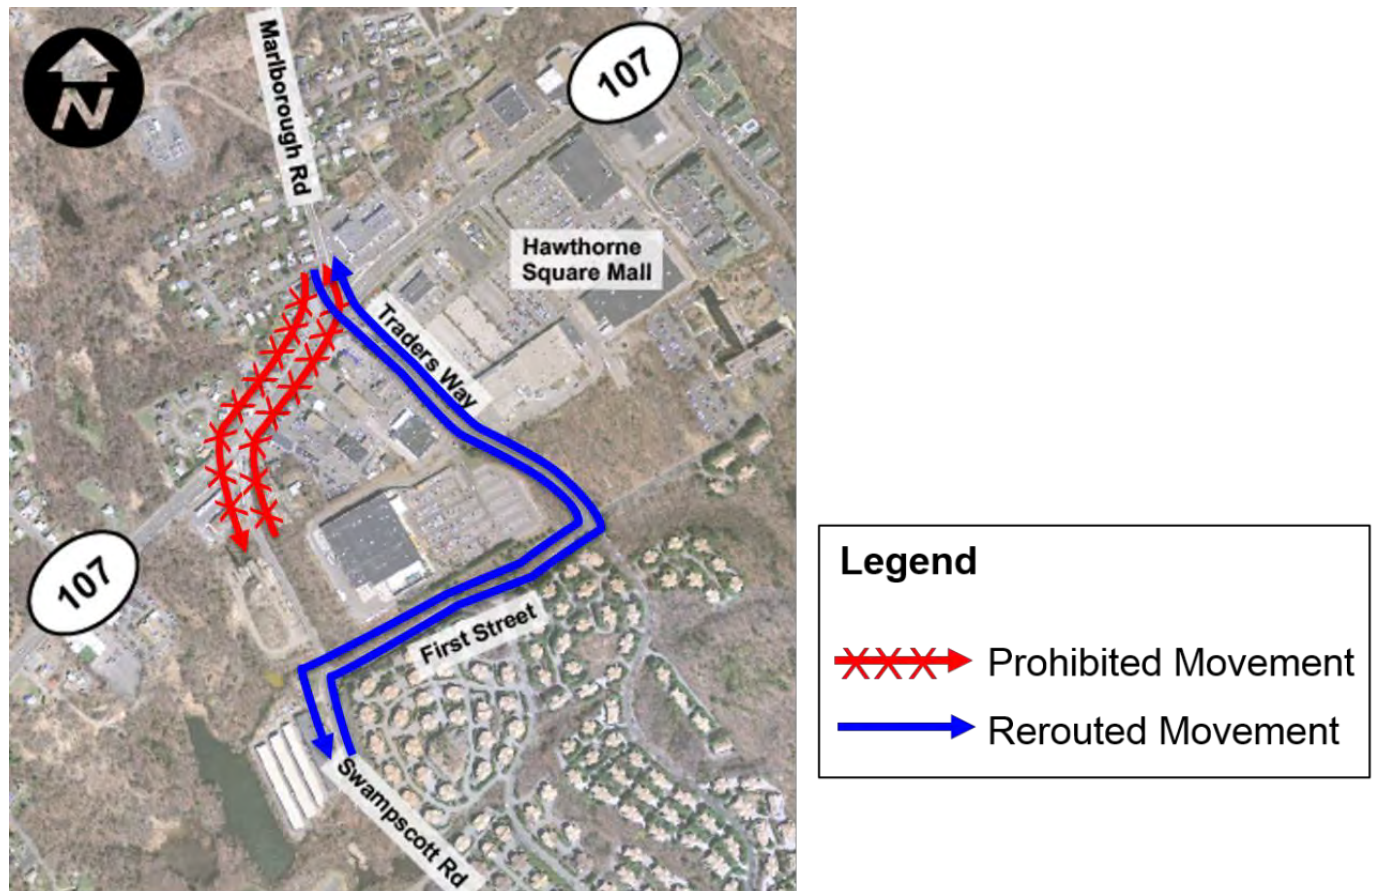 N
Marlborough Rd
107
Hawthorne
Square Mall
Traders Way
107
First Street
Swampscott Rd
Legend
Prohibited Movement
Rerouted Movement